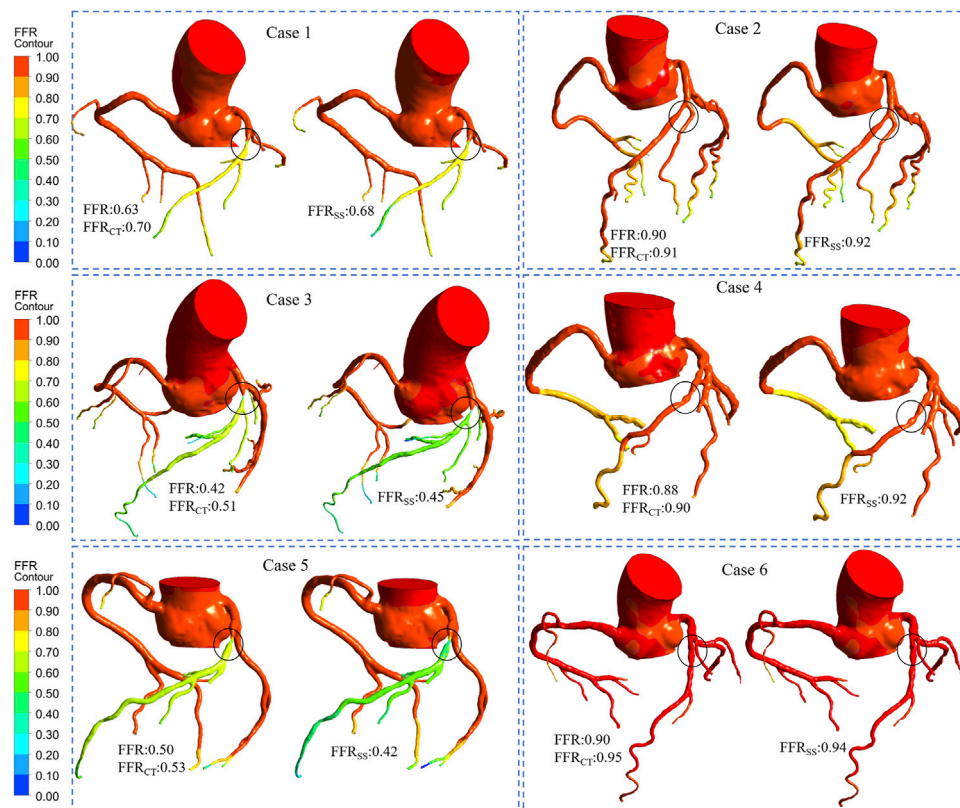 FFR
Contour
1.00
0.90
0.80
0.70
0.60
0.50
0.40
0.30
0.20
0.10
0.00
Case 1
FFR:0.63
FFRCT:0.70
FFRSS:0.68
Case 2
FFR:0.90
FFRCT:0.91
FFRSS:0.92
FFR
Contour
1.00
0.90
0.80
0.70
0.60
0.50
0.40
0.30
0.20
0.10
0.00
Case 3
FFR:0.42
FFRCT:0.51
FFRSS:0.45
Case 4
FFR:0.88
FFRCT:0.90
FFRSS:0.92
FFR
Contour
1.00
0.90
0.80
0.70
0.60
0.50
0.40
0.30
0.20
0.10
0.00
Case 5
FFR:0.50
FFRCT:0.53
FFRSS:0.42
Case 6
FFR:0.90
FFRCT:0.95
FFRSS:0.94